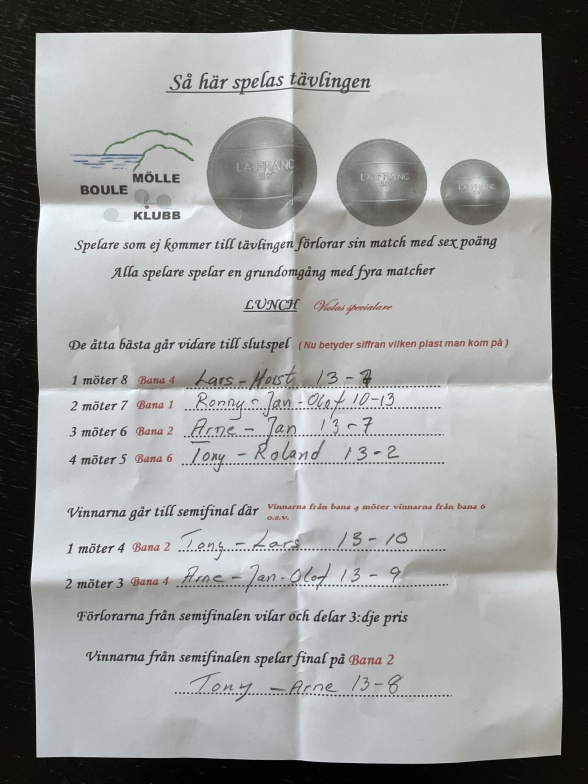 Så här spelas tävlingen
LA FRANC
LA FRANC
LA FRANC
MÖLLE
BOULE
KLUBB
Spelare som ej kommer till tävlingen förlorar sin match med sex poäng
Alla spelare spelar en grundomgång med fyra matcher
LUNCH Violas specialare
De åtta bästa går vidare till slutspel (Nu betyder siffran vilken plast man kom på)
1 möter 8 Bana 4 Lars - Horst 13-7
2 möter 7 Bana 1 Ronny - Jan-Olof 10-13
3 möter 6 Bana 2 Arne - Jan 13-7
4 möter 5 Bana 6 Tony - Roland 13-2
Vinnarna går till semifinal där Vinnarna från bana 4 möter vinnarna från bana 6
o.s.v.
1 möter 4 Bana 2 Tony - Lars 13-10
2 möter 3 Bana 4 Arne - Jan-Olof 13-9
Förlorarna från semifinalen vilar och delar 3:dje pris
Vinnarna från semifinalen spelar final på Bana 2
Tony - Arne 13-8